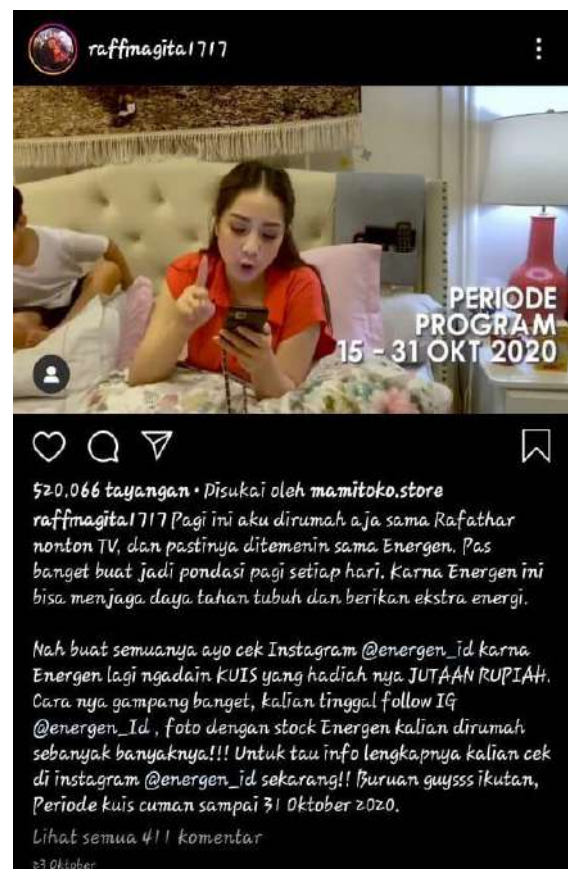 raffinagita1717
PERIODE
PROGRAM
15 - 31 OKT 2020
520.066 tayangan • Disukai oleh mamitoko.store
raffinagita1717 Pagi ini aku dirumah aja sama Rafathar
nonton TV, dan pastinya ditemenin sama Energen. Pas
banget buat jadi pondasi pagi setiap hari. Karna Energen ini
bisa menjaga daya tahan tubuh dan berikan ekstra energi.
Nah buat semuanya ayo cek Instagram @energen_id karna
Energen lagi ngadain KUIS yang hadiah nya JUTAAN RUPIAH.
Cara nya gampang banget, kalian tinggal follow IG
@energen_Id , foto dengan stock Energen kalian dirumah
sebanyak banyaknya!!! Untuk tau info lengkapnya kalian cek
di instagram @energen_id sekarang!! Buruan guysss ikutan,
Periode kuis cuman sampai 31 Oktober 2020.
Lihat semua 411 komentar
23 Oktober